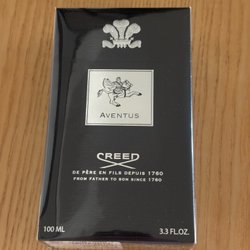 AVENTUS
CREED
DE PÈRE EN FILS DEPUIS 1760
FROM FATHER TO SON SINCE 1760
100 ML 3.3 FL.OZ.